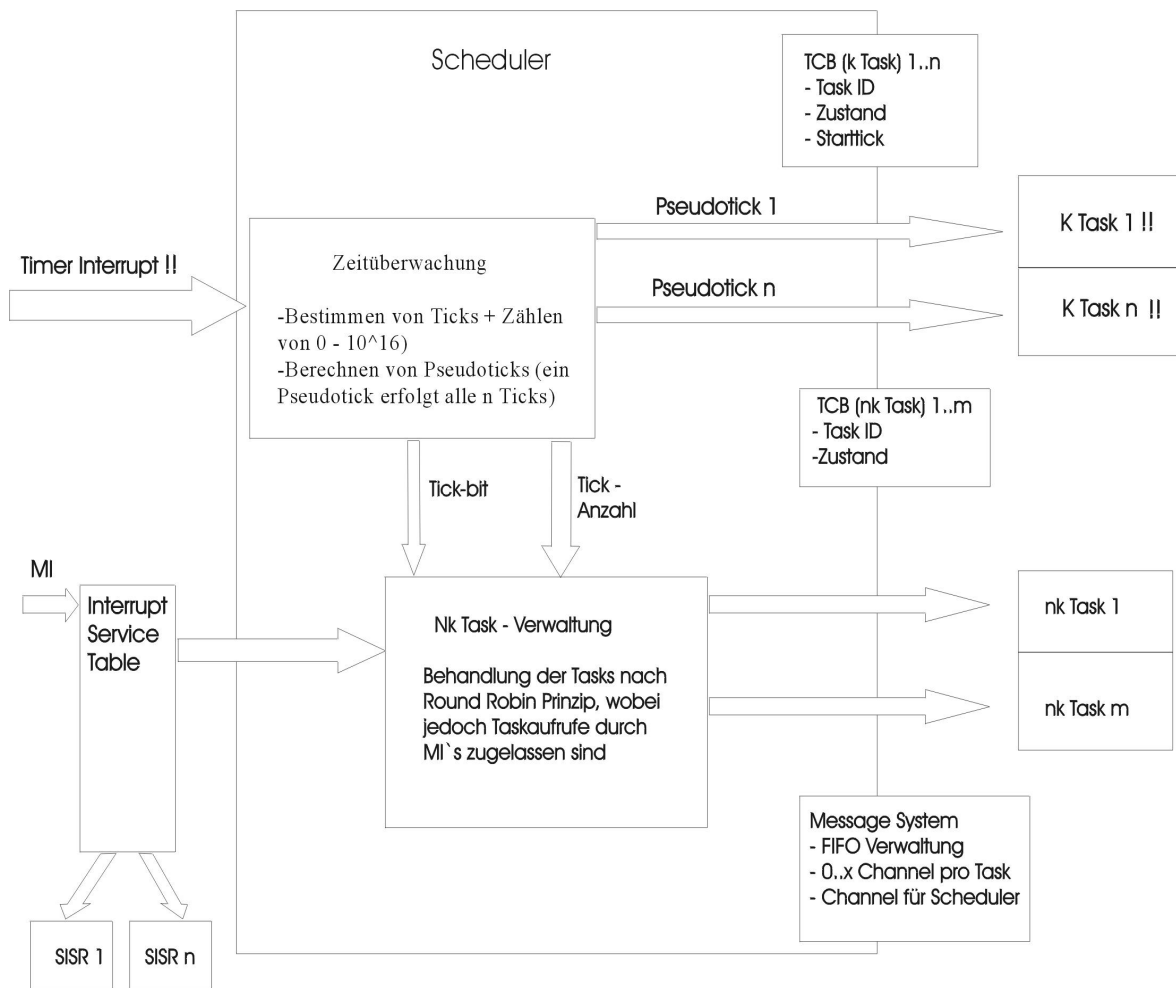 Scheduler
TCB (k Task) 1..n
- Task ID
- Zustand
- Starttick
Pseudotick 1
K Task 1 !!
Timer Interrupt !!
Zeitüberwachung
-Bestimmen von Ticks + Zählen
von 0 - 10^16)
-Berechnen von Pseudoticks (ein
Pseudotick erfolgt alle n Ticks)
Pseudotick n
K Task n !!
TCB (nk Task) 1..m
- Task ID
-Zustand
Tick-bit
Tick -
Anzahl
MI
Interrupt
Service
Table
Nk Task - Verwaltung
Behandlung der Tasks nach
Round Robin Prinzip, wobei
jedoch Taskaufrufe durch
MI`s zugelassen sind
nk Task 1
nk Task m
Message System
- FIFO Verwaltung
- 0..x Channel pro Task
- Channel für Scheduler
SISR 1
SISR n